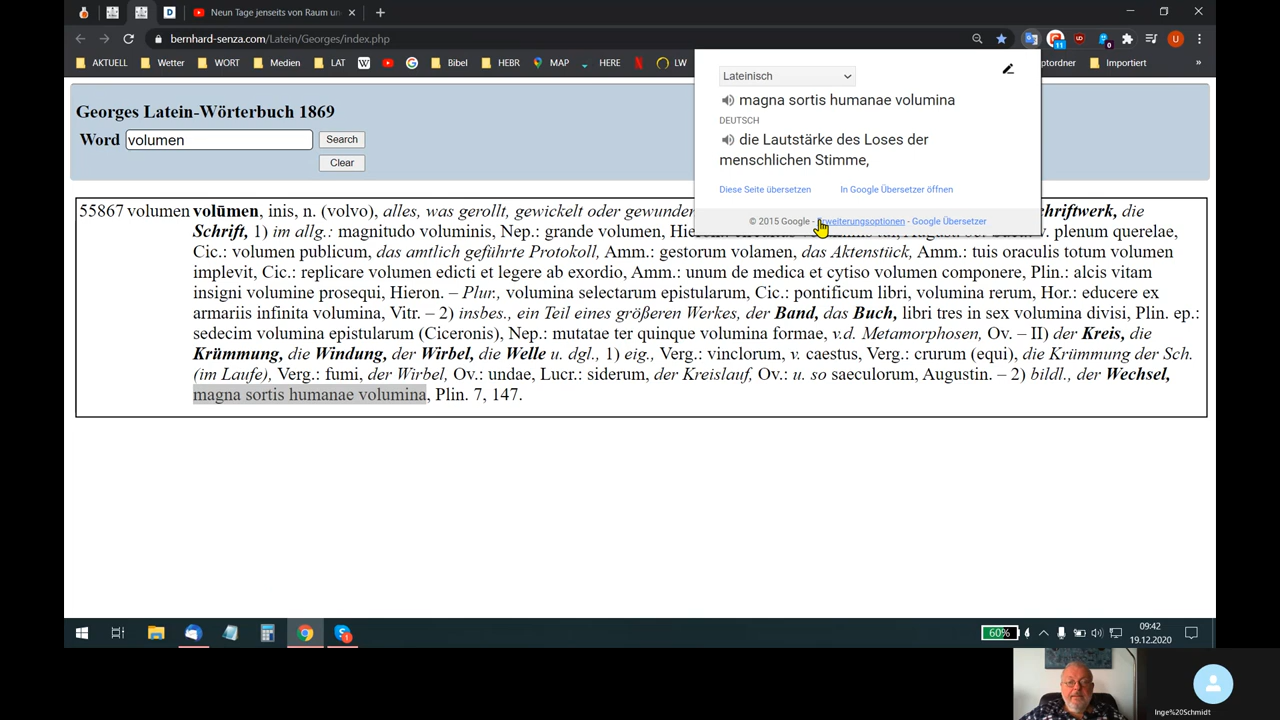 Neun Tage jenseits von Raum un
bernhard-senza.com/Latein/Georges/index.php
AKTUELL Wetter WORT Medien LAT Bibel HEBR MAP HERE LW ptordner Importiert »
Georges Latein-Wörterbuch 1869
Word volumen Search
Clear
Lateinisch
magna sortis humanae volumina
DEUTSCH
die Lautstärke des Loses der
menschlichen Stimme,
Diese Seite übersetzen In Google Übersetzer öffnen
© 2015 Google - Erweiterungsoptionen - Google Übersetzer
55867 volumen volūmen, inis, n. (volvo), alles, was gerollt, gewickelt oder gewunden chriftwerk, die
Schrift, 1) im allg.: magnitudo voluminis, Nep.: grande volumen, plenum querelae,
Cic.: volumen publicum, das amtlich geführte Protokoll, Amm.: gestorum volamen, das Aktenstück, Amm.: tuis oraculis totum volumen
implevit, Cic.: replicare volumen edicti et legere ab exordio, Amm.: unum de medica et cytiso volumen componere, Plin.: alcis vitam
insigni volumine prosequi, Hieron. – Plur., volumina selectarum epistularum, Cic.: pontificum libri, volumina rerum, Hor.: educere ex
armariis infinita volumina, Vitr. – 2) insbes., ein Teil eines größeren Werkes, der Band, das Buch, libri tres in sex volumina divisi, Plin. ep.:
sedecim volumina epistularum (Ciceronis), Nep.: mutatae ter quinque volumina formae, v.d. Metamorphosen, Ov. – II) der Kreis, die
Krümmung, die Windung, der Wirbel, die Welle u. dgl., 1) eig., Verg.: vinclorum, v. caestus, Verg.: crurum (equi), die Krümmung der Sch.
(im Laufe), Verg.: fumi, der Wirbel, Ov.: undae, Lucr.: siderum, der Kreislauf, Ov.: u. so saeculorum, Augustin. – 2) bildl., der Wechsel,
magna sortis humanae volumina, Plin. 7, 147.
60% 09:42
19.12.2020
Inge%20Schmidt